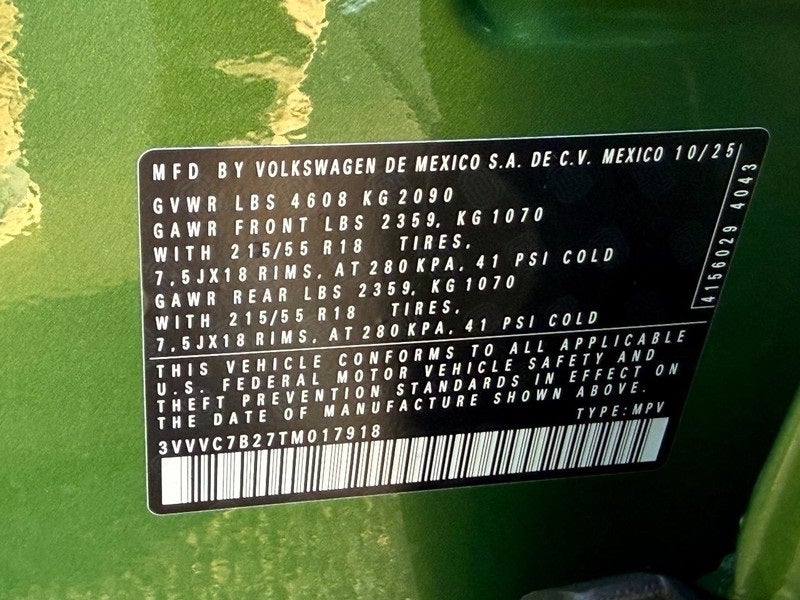 MFD BY VOLKSWAGEN DE MEXICO S.A. DE C.V. MEXICO 10/25
GVWR LBS 4608 KG 2090
GAWR FRONT LBS 2359, KG 1070
WITH 215/55 R18 TIRES,
7,5JX18 RIMS, AT 280 KPA, 41 PSI COLD
GAWR REAR LBS 2359, KG 1070
WITH 215/55 R18 TIRES,
7,5JX18 RIMS, AT 280 KPA, 41 PSI COLD
4156029 4043
THIS VEHICLE CONFORMS TO ALL APPLICABLE
U.S. FEDERAL MOTOR VEHICLE SAFETY AND
THEFT PREVENTION STANDARDS IN EFFECT ON
THE DATE OF MANUFACTURE SHOWN ABOVE.
TYPE: MPV
3VVVC7B27TM017918